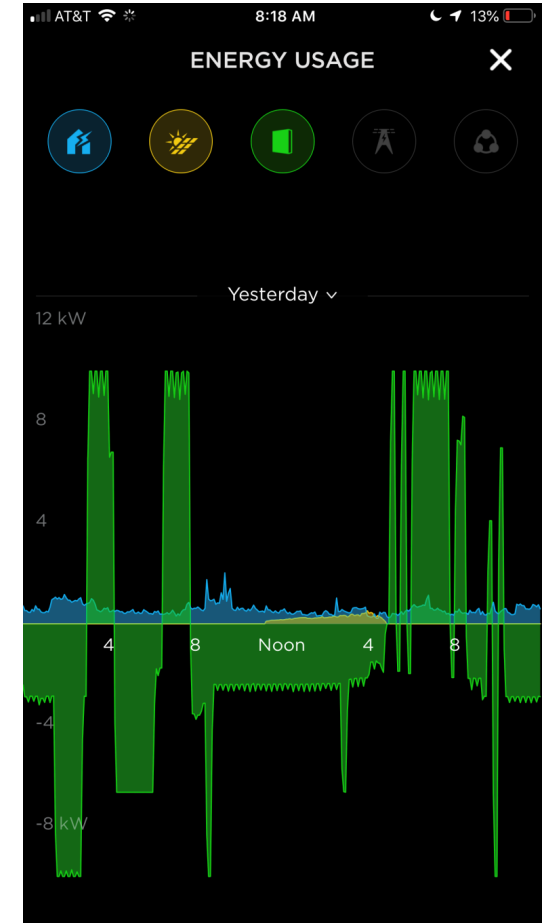 AT&T 8:18 AM 13%
ENERGY USAGE
Yesterday
12 kW
8
4
4 8 Noon 4 8
-4
-8 kW